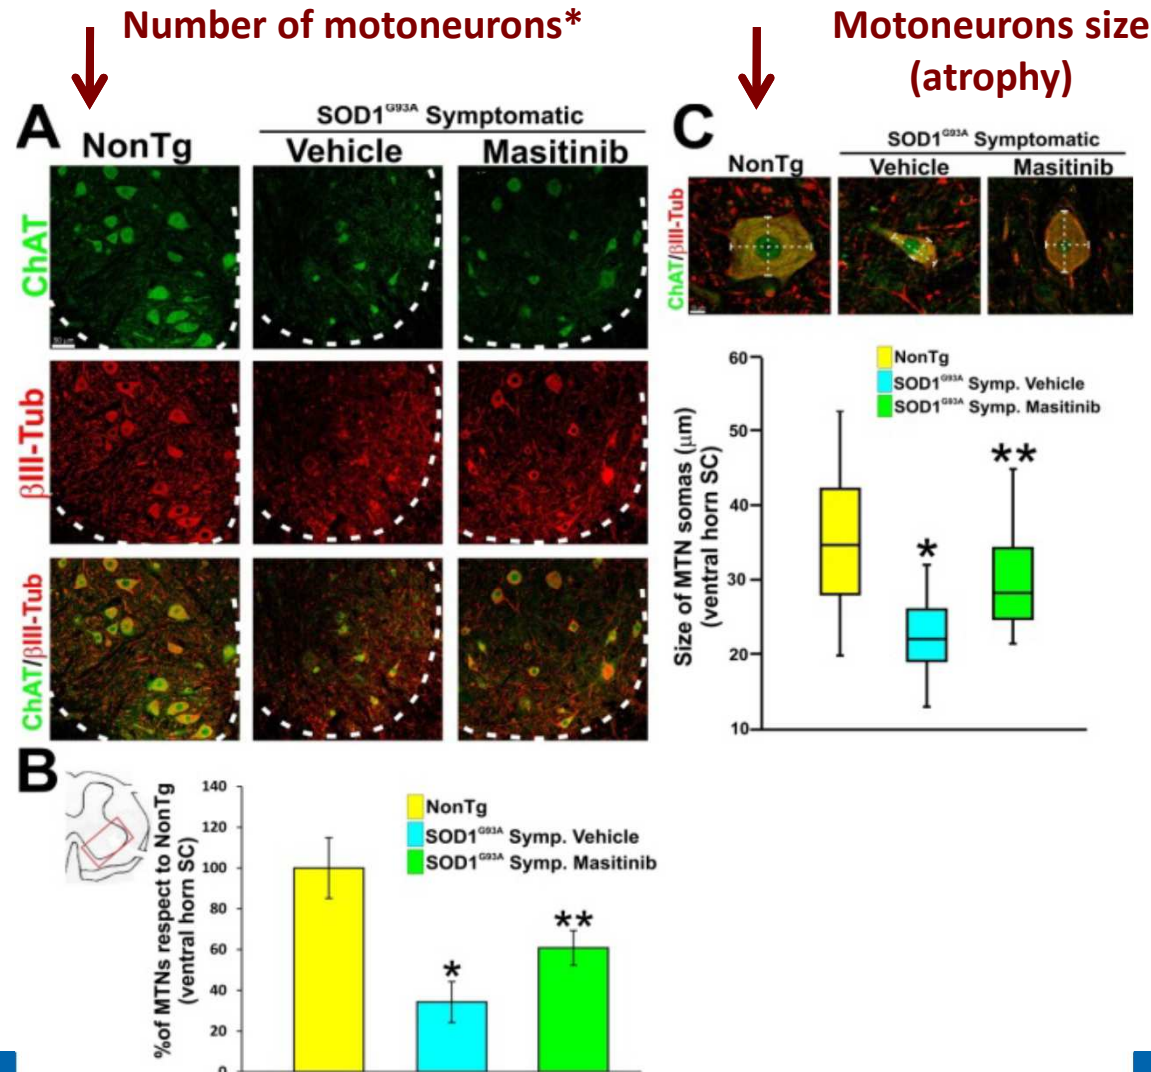 Number of motoneurons*
Motoneurons size
(atrophy)
A
NonTg
SOD1G93A Symptomatic
Vehicle
Masitinib
ChAT
βIII-Tub
ChAT/βIII-Tub
50 μm
C
SOD1G93A Symptomatic
NonTg
Vehicle
Masitinib
ChAT/βIII-Tub
NonTg
SOD1G93A Symp. Vehicle
SOD1G93A Symp. Masitinib
Size of MTN somas (μm)
(ventral horn SC)
60
50
40
30
20
10
*
**
B
%of MTNs respect to NonTg
(ventral horn SC)
140
120
100
80
60
40
20
0
NonTg
SOD1G93A Symp. Vehicle
SOD1G93A Symp. Masitinib
*
**